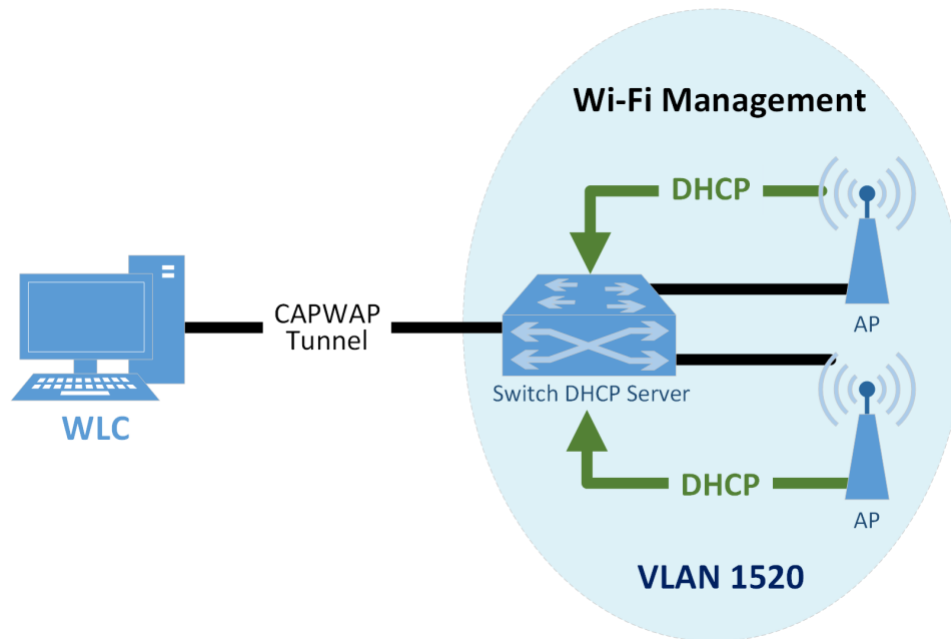 Wi-Fi Management
DHCP
AP
CAPWAP
Tunnel
Switch DHCP Server
WLC
DHCP
AP
VLAN 1520